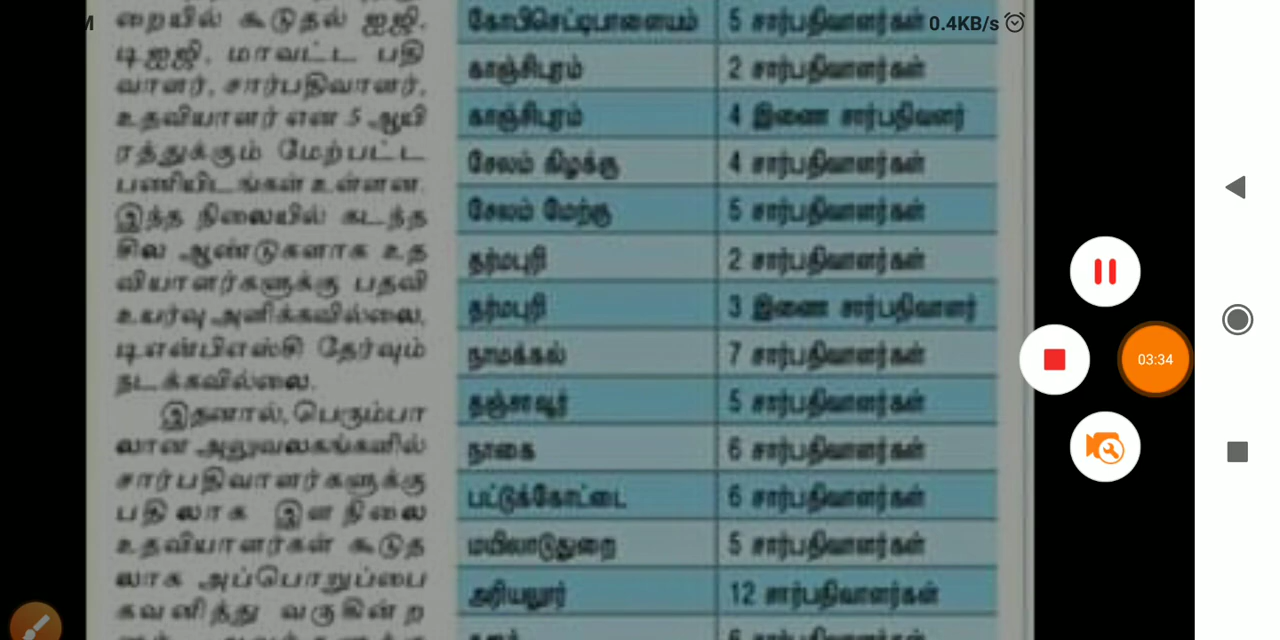 M
0.4KB/s
றையில் கூடுதல் ஐஜி,
டிஐஜி, மாவட்ட பதி
வாளர், சார்பதிவாளர்,
உதவியாளர் என 5 ஆயி
ரத்துக்கும் மேற்பட்ட
பணியிடங்கள் உள்ளன.
இந்த நிலையில் கடந்த
சில ஆண்டுகளாக உத
வியாளர்களுக்கு பதவி
உயர்வு அளிக்கவில்லை,
டிஎன்பிஎஸ்சி தேர்வும்
நடக்கவில்லை.
இதனால், பெரும்பா
லான அலுவலகங்களில்
சார்பதிவாளர்களுக்கு
பதிலாக இள நிலை
உதவியாளர்கள் கூடுத
லாக அப்பொறுப்பை
கவனித்து வருகின்ற
கோபிசெட்டிபாளையம் 5 சார்பதிவாளர்கள்
காஞ்சிபுரம் 2 சார்பதிவாளர்கள்
காஞ்சிபுரம் 4 இணை சார்பதிவளர்
சேலம் கிழக்கு 4 சார்பதிவாளர்கள்
சேலம் மேற்கு 5 சார்பதிவாளர்கள்
தர்மபுரி 2 சார்பதிவாளர்கள்
தர்மபுரி 3 இணை சார்பதிவாளர்
நாமக்கல் 7 சார்பதிவாளர்கள்
தஞ்சாவூர் 5 சார்பதிவாளர்கள்
நாகை 6 சார்பதிவாளர்கள்
பட்டுக்கோட்டை 6 சார்பதிவாளர்கள்
மயிலாடுதுறை 5 சார்பதிவாளர்கள்
அரியலூர் 12 சார்பதிவாளர்கள்
03:34